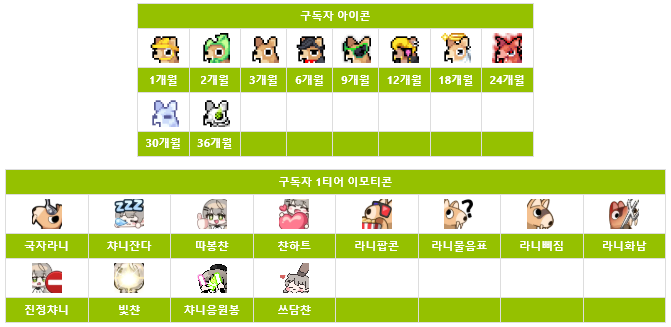 구독자 아이콘
1개월 2개월 3개월 6개월 9개월 12개월 18개월 24개월
30개월 36개월
구독자 1티어 이모티콘
zzz ?
국자라니 챠니잔다 따봉챤 챤하트 라니팝콘 라니물음표 라니삐짐 라니화남
진정챠니 빛챤 챠니응원봉 쓰담챤